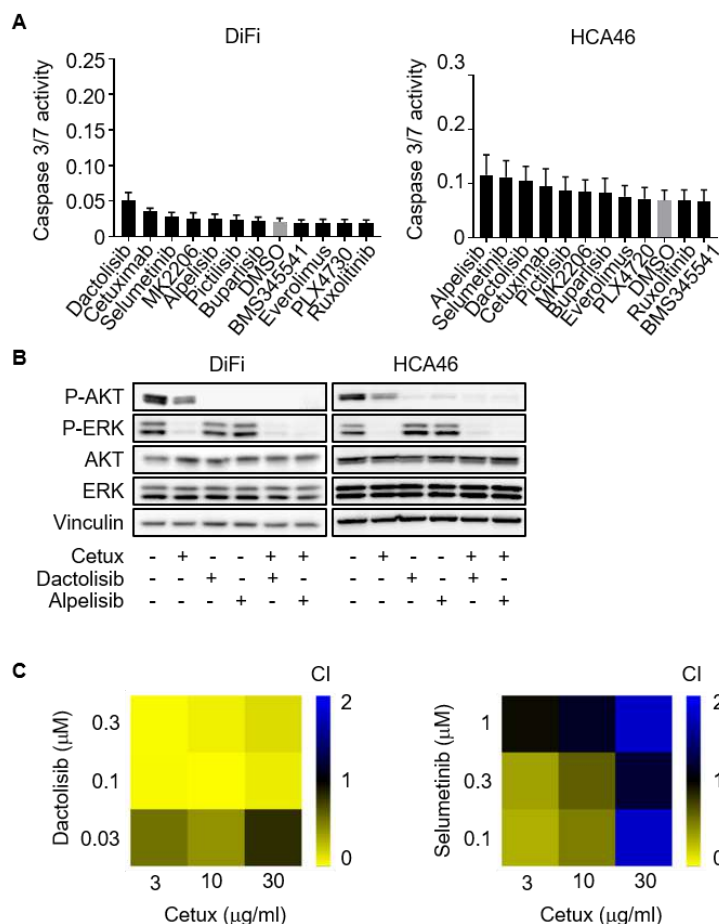 A
DiFi
HCA46
Caspase 3/7 activity
0.25
0.20
0.15
0.10
0.05
0
Dactolisib
Cetuximab
Selumetinib
MK2206
Alpelisib
Pictilisib
Buparlisib
DMSO
BMS345541
Everolimus
PLX4730
Ruxolitinib
Caspase 3/7 activity
0.3
0.2
0.1
0
Alpelisib
Selumetinib
Dactolisib
Cetuximab
Pictilisib
MK2206
Buparlisib
Everolimus
PLX4720
DMSO
Ruxolitinib
BMS345541
B
DiFi HCA46
P-AKT
P-ERK
AKT
ERK
Vinculin
Cetux - + - - + + - + - - + +
Dactolisib - - + - + - - - + - + -
Alpelisib - - - + - + - - - + - +
C
CI
2
1
0
Dactolisib (μM)
0.3
0.1
0.03
3 10 30
Cetux (μg/ml)
CI
2
1
0
Selumetinib (μM)
1
0.3
0.1
3 10 30
Cetux (μg/ml)